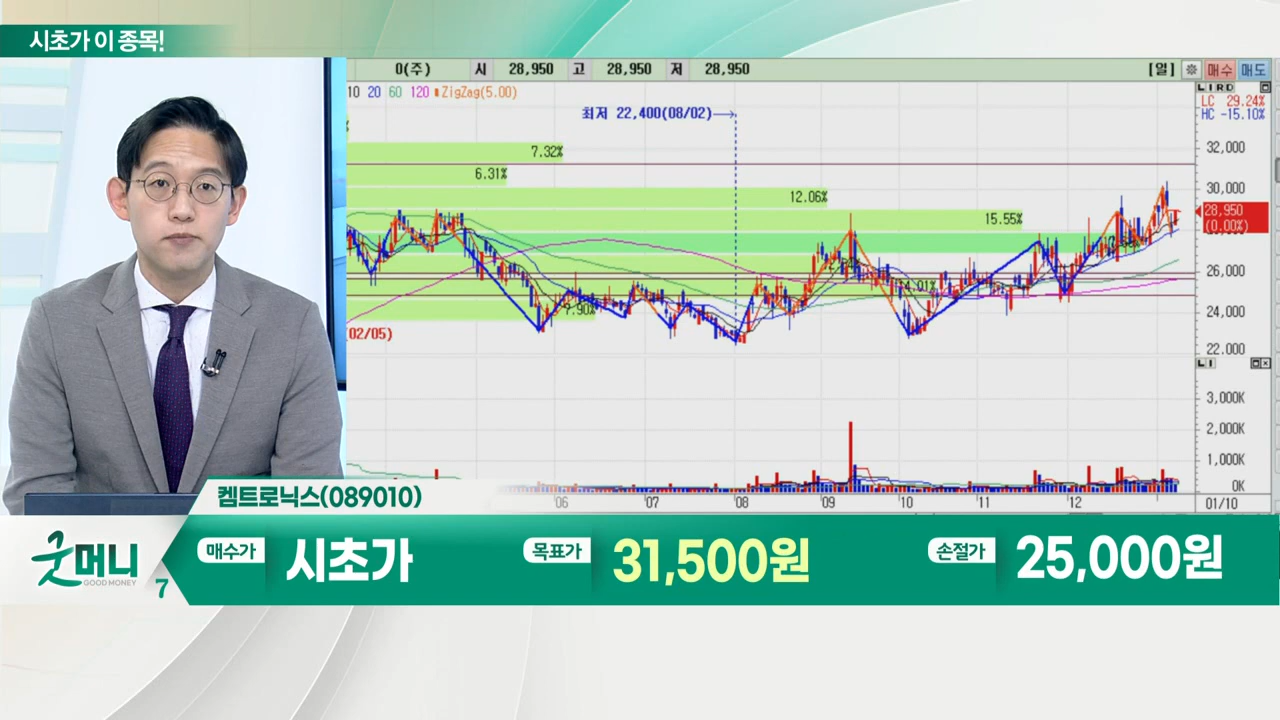 시초가 이 종목!
0(주) 시 28,950 고 28,950 저 28,950 [일] 매수 매도
10 20 60 120 ZigZag(5.00)
L I R D
LC 29.24%
HC -15.10%
최저 22,400(08/02)
32,000
7.32%
6.31%
30,000
12.06%
28,950
(0.00%)
15.55%
26,000
14.01%
24,000
7.90%
(02/05)
22,000
L I
3,000K
2,000K
1,000K
0K
06 07 08 09 10 11 12 01/10
켐트로닉스(089010)
굿머니
GOOD MONEY
7
매수가 시초가 목표가 31,500원 손절가 25,000원